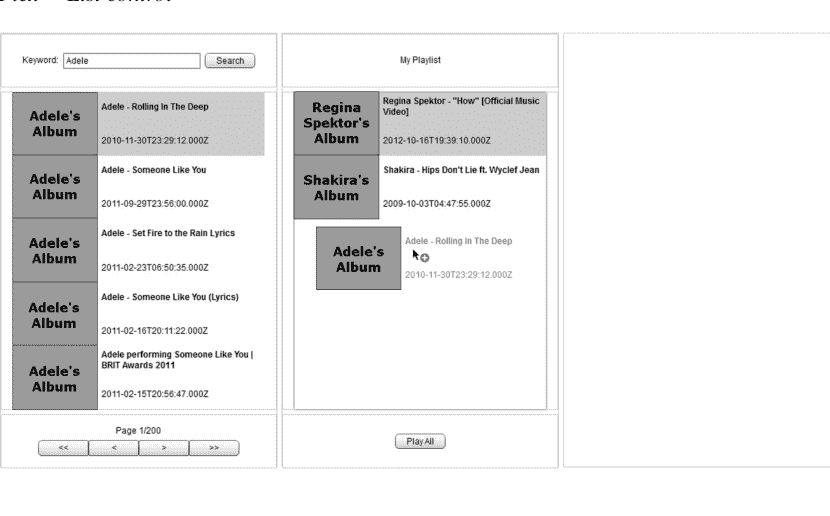 Keyword: Adele Search
Adele's Album
Adele - Rolling In The Deep
2010-11-30T23:29:12.000Z
Adele's Album
Adele - Someone Like You
2011-09-29T23:56:00.000Z
Adele's Album
Adele - Set Fire to the Rain Lyrics
2011-02-23T06:50:35.000Z
Adele's Album
Adele - Someone Like You (Lyrics)
2011-02-16T20:11:22.000Z
Adele's Album
Adele performing Someone Like You |
BRIT Awards 2011
2011-02-15T20:56:47.000Z
Page 1/200
<< < > >>
My Playlist
Regina Spektor's Album
Regina Spektor - "How" [Official Music
Video]
2012-10-16T19:39:10.000Z
Shakira's Album
Shakira - Hips Don't Lie ft. Wyclef Jean
2009-10-03T04:47:55.000Z
Adele's Album
Adele - Rolling In The Deep
2010-11-30T23:29:12.000Z
Play All